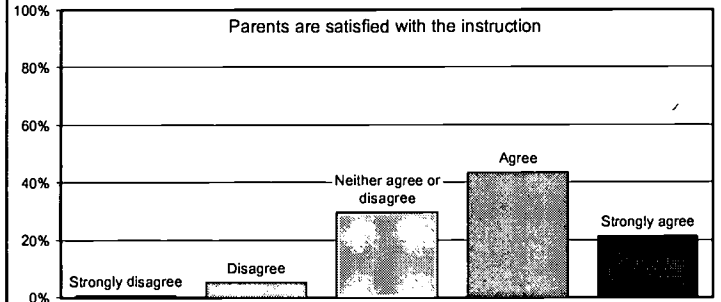 100%
Parents are satisfied with the instruction
80%
60%
Agree
Neither agree or
disagree
40%
Strongly agree
20%
Disagree
Strongly disagree
0%